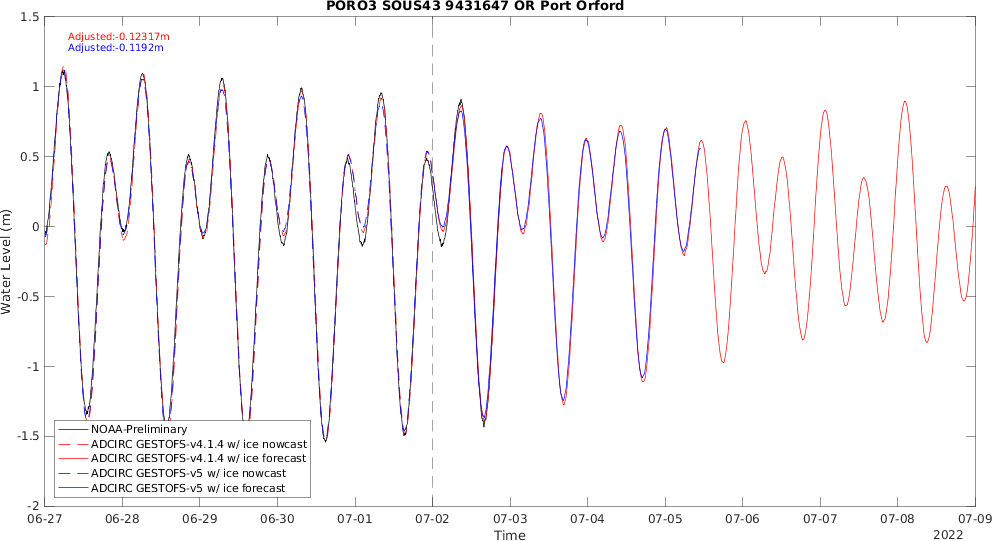 PORO3 SOUS43 9431647 OR Port Orford
Adjusted:-0.12317m
Adjusted:-0.1192m
1.5
1
0.5
0
-0.5
-1
-1.5
-2
Water Level (m)
NOAA-Preliminary
ADCIRC GESTOFS-v4.1.4 w/ ice nowcast
ADCIRC GESTOFS-v4.1.4 w/ ice forecast
ADCIRC GESTOFS-v5 w/ ice nowcast
ADCIRC GESTOFS-v5 w/ ice forecast
06-27 06-28 06-29 06-30 07-01 07-02 07-03 07-04 07-05 07-06 07-07 07-08 07-09
Time
2022